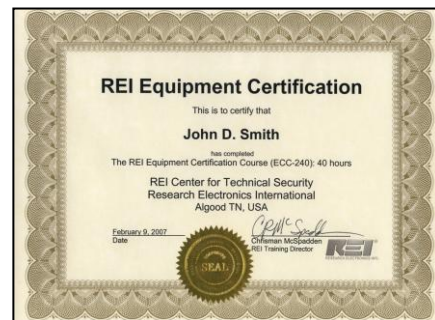 REI Equipment Certification
This is to certify that
John D. Smith
has completed
The REI Equipment Certification Course (ECC-240): 40 hours
REI Center for Technical Security
Research Electronics International
Algood TN, USA
February 9, 2007
Date
Chrisman McSpadden
REI Training Director
REI
SEAL